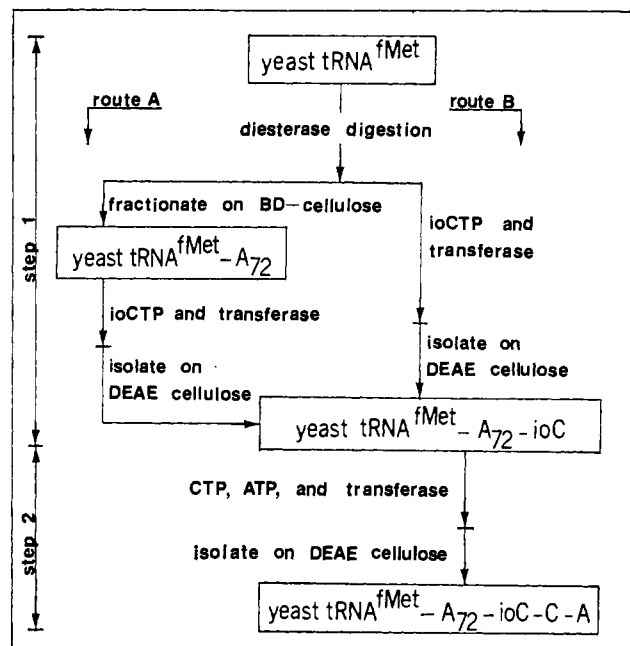 yeast tRNA^fMet
route A
route B
diesterase digestion
fractionate on BD-cellulose
ioCTP and
transferase
step 1
yeast tRNA^fMet-A₇₂
ioCTP and transferase
isolate on
DEAE cellulose
isolate on
DEAE cellulose
yeast tRNA^fMet-A₇₂-ioC
step 2
CTP, ATP, and transferase
isolate on DEAE cellulose
yeast tRNA^fMet-A₇₂-ioC-C-A